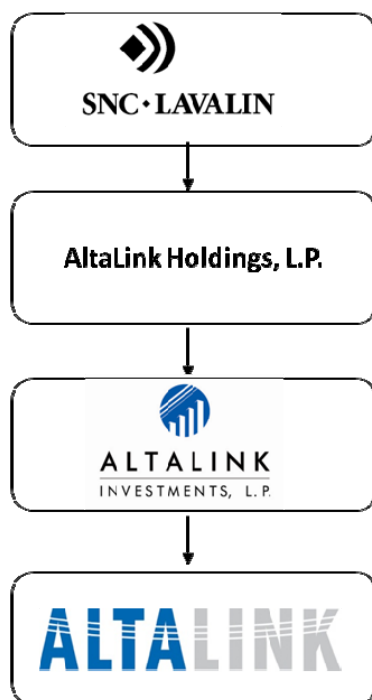 SNC·LAVALIN
AltaLink Holdings, L.P.
ALTALINK
INVESTMENTS, L.P.
ALTALINK